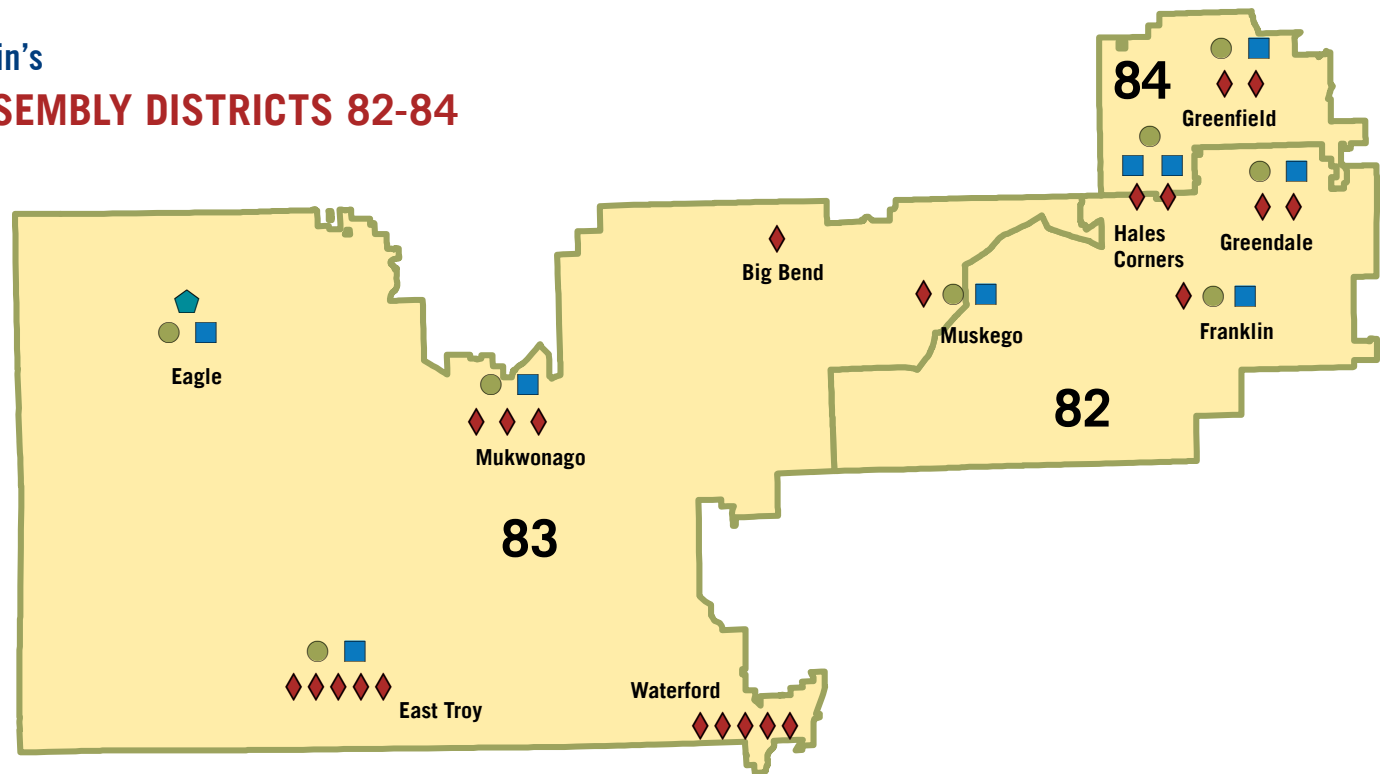 in's
SEMBLY DISTRICTS 82-84
84
Greenfield
Hales
Corners
Greendale
Big Bend
Muskego
Franklin
Eagle
82
Mukwonago
83
Waterford
East Troy